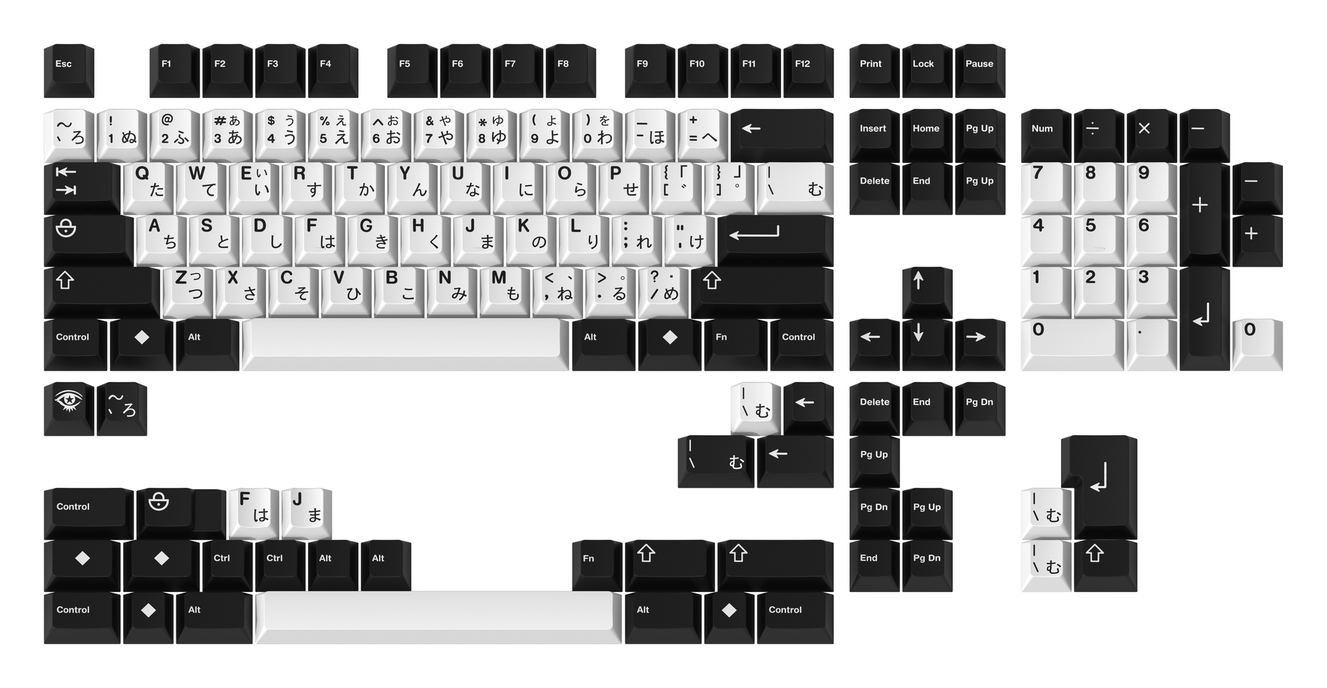 Esc F1 F2 F3 F4 F5 F6 F7 F8 F9 F10 F11 F12 Print Lock Pause
~ ` ろ ! 1 ぬ @ 2 ふ # あ 3 あ $ う 4 う % え 5 え ^ お 6 お & や 7 や * ゆ 8 ゆ ( よ 9 よ ) を 0 わ — - ほ + = へ ← Insert Home Pg Up Num ÷ × −
⇤ ⇥ Q た W て E ぃ い R す T か Y ん U な I に O ら P せ { 「 [ ゛ } 」 ] ゜ | \ む Delete End Pg Up 7 8 9 + −
A ち S と D し F は G き H く J ま K の L り : ; れ " ' け 4 5 6 +
⇧ Z っ つ X さ C そ V ひ B こ N み M も < 、 , ね > 。 . る ? ・ / め ⇧ ↑ 1 2 3 ↵
Control ◆ Alt Alt ◆ Fn Control ← ↓ → 0 . 0
~ ` ろ | \ む ← Delete End Pg Dn
| \ む ← Pg Up ↵
Control F は J ま Pg Dn Pg Up | \ む
◆ ◆ Ctrl Ctrl Alt Alt Fn ⇧ ⇧ End Pg Dn | \ む ⇧
Control ◆ Alt Alt ◆ Control